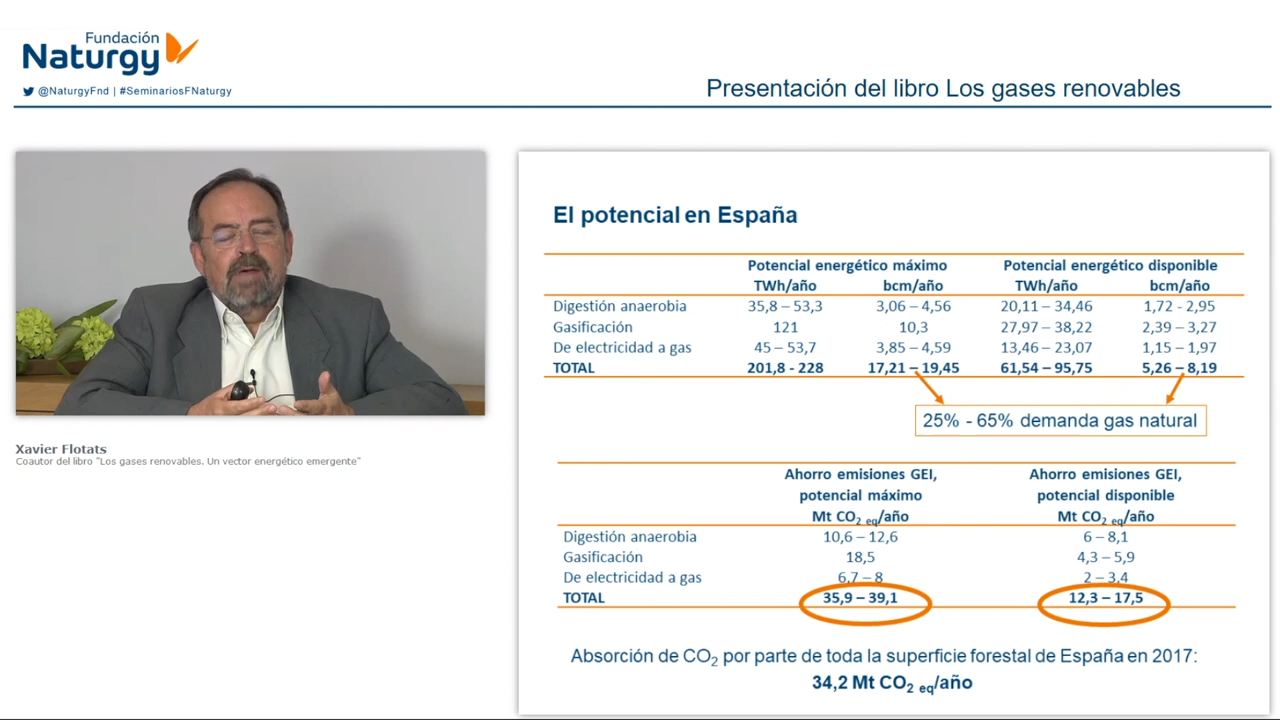 Fundación
Naturgy
@NaturgyFnd | #SeminariosFNaturgy
Presentación del libro Los gases renovables
Xavier Flotats
Coautor del libro "Los gases renovables. Un vector energético emergente"
El potencial en España
Potencial energético máximo Potencial energético disponible
TWh/año bcm/año TWh/año bcm/año
Digestión anaerobia 35,8 – 53,3 3,06 – 4,56 20,11 – 34,46 1,72 - 2,95
Gasificación 121 10,3 27,97 – 38,22 2,39 – 3,27
De electricidad a gas 45 – 53,7 3,85 – 4,59 13,46 – 23,07 1,15 – 1,97
TOTAL 201,8 - 228 17,21 – 19,45 61,54 – 95,75 5,26 – 8,19
25% - 65% demanda gas natural
Ahorro emisiones GEI, Ahorro emisiones GEI,
potencial máximo potencial disponible
Mt CO2 eq/año Mt CO2 eq/año
Digestión anaerobia 10,6 – 12,6 6 – 8,1
Gasificación 18,5 4,3 – 5,9
De electricidad a gas 6,7 – 8 2 – 3,4
TOTAL 35,9 – 39,1 12,3 – 17,5
Absorción de CO2 por parte de toda la superficie forestal de España en 2017:
34,2 Mt CO2 eq/año